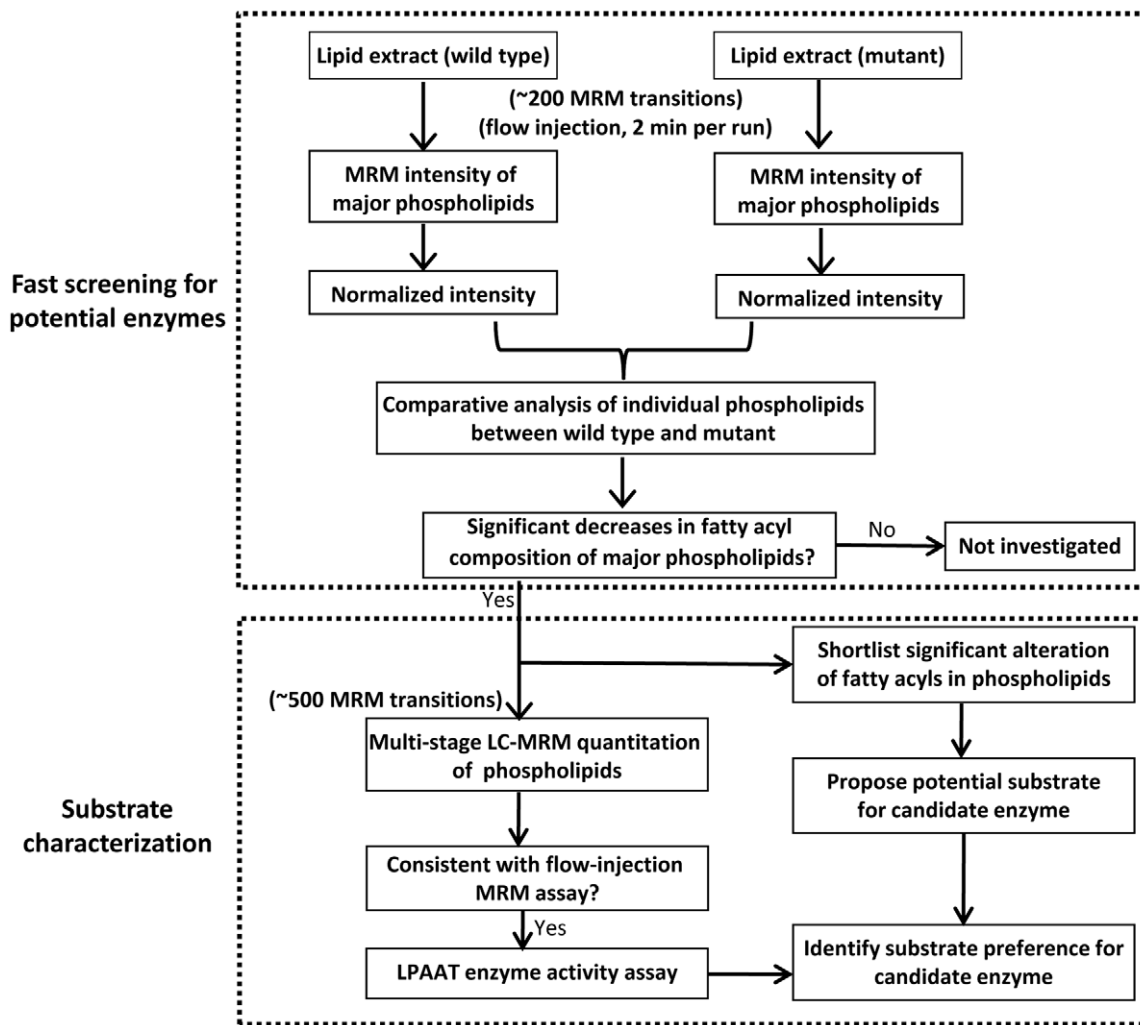 Lipid extract (wild type)
Lipid extract (mutant)
(~200 MRM transitions)
(flow injection, 2 min per run)
MRM intensity of
major phospholipids
MRM intensity of
major phospholipids
Normalized intensity
Normalized intensity
Fast screening for
potential enzymes
Comparative analysis of individual phospholipids
between wild type and mutant
Significant decreases in fatty acyl
composition of major phospholipids?
No
Not investigated
Yes
Shortlist significant alteration
of fatty acyls in phospholipids
(~500 MRM transitions)
Multi-stage LC-MRM quantitation
of phospholipids
Propose potential substrate
for candidate enzyme
Substrate
characterization
Consistent with flow-injection
MRM assay?
Yes
LPAAT enzyme activity assay
Identify substrate preference for
candidate enzyme